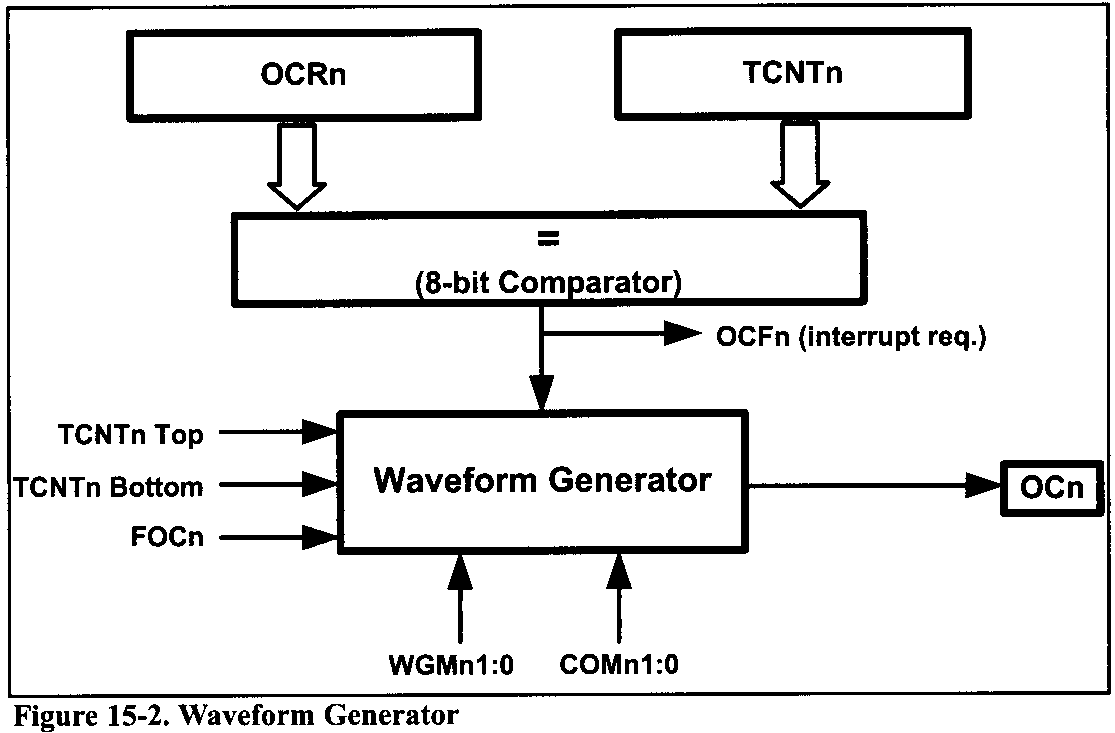 OCRn
TCNTn
=
(8-bit Comparator)
OCFn (interrupt req.)
TCNTn Top
TCNTn Bottom
FOCn
Waveform Generator
OCn
WGMn1:0
COMn1:0
Figure 15-2. Waveform Generator